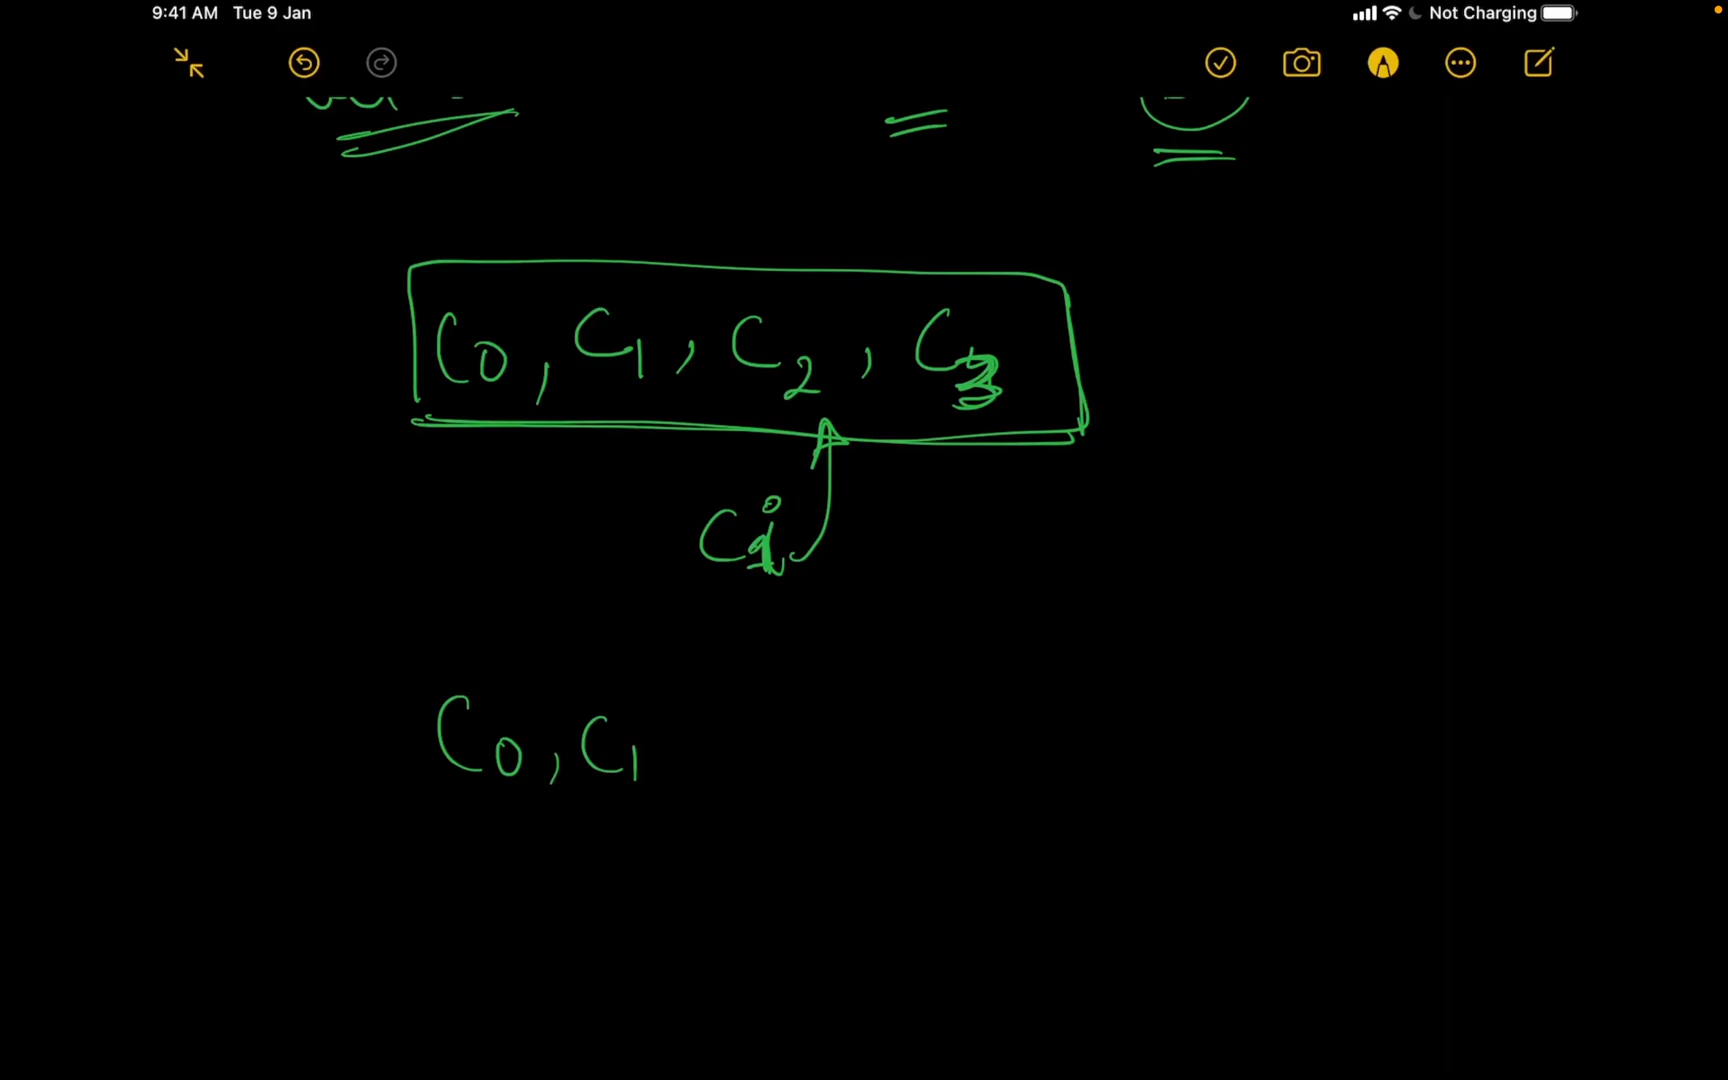 9:41 AM Tue 9 Jan Not Charging
C0, C1, C2, C3
Ci
C0, C1